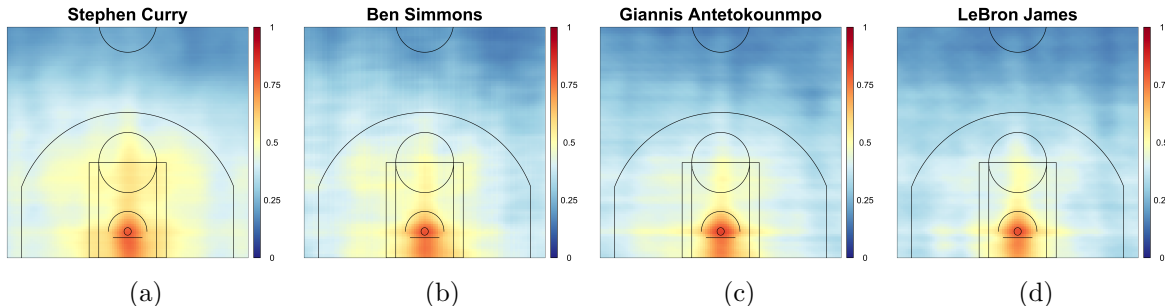 Stephen Curry Ben Simmons Giannis Antetokounmpo LeBron James
1 1 1 1
0.75 0.75 0.75 0.75
0.5 0.5 0.5 0.5
0.25 0.25 0.25 0.25
0 0 0 0
(a) (b) (c) (d)